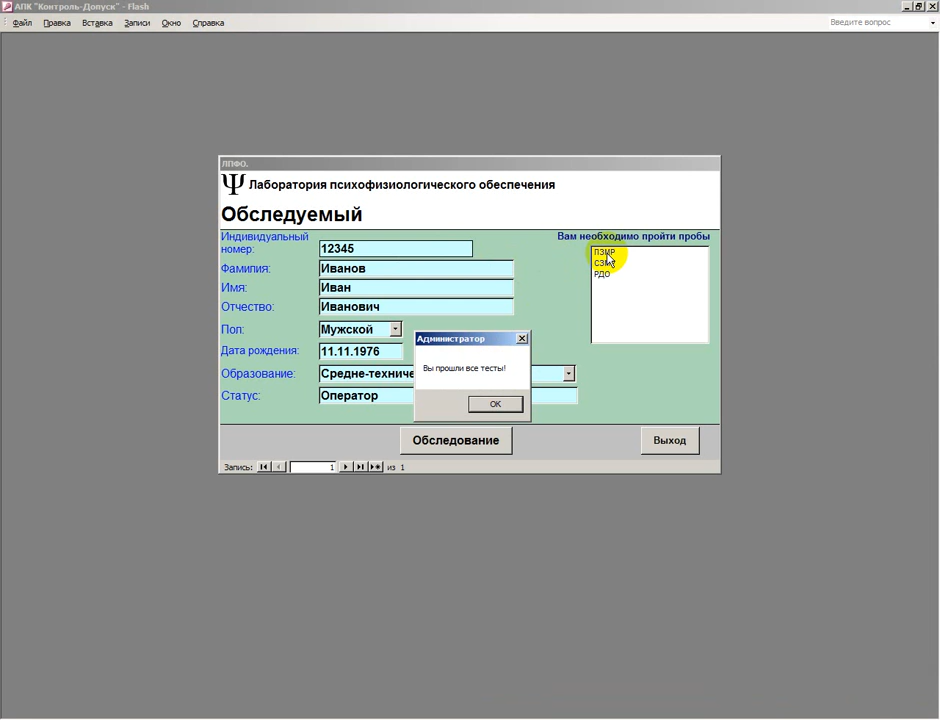 АПК "Контроль-Допуск" - Flash
Файл Правка Вставка Записи Окно Справка Введите вопрос
ЛПФО.
Ψ Лаборатория психофизиологического обеспечения
Обследуемый
Индивидуальный номер: 12345
Вам необходимо пройти пробы
ПЗМР
СЗМР
РДО
Фамилия: Иванов
Имя: Иван
Отчество: Иванович
Пол: Мужской
Дата рождения: 11.11.1976
Образование: Средне-техниче
Статус: Оператор
Администратор
Вы прошли все тесты!
OK
Обследование Выход
Запись: 1 из 1